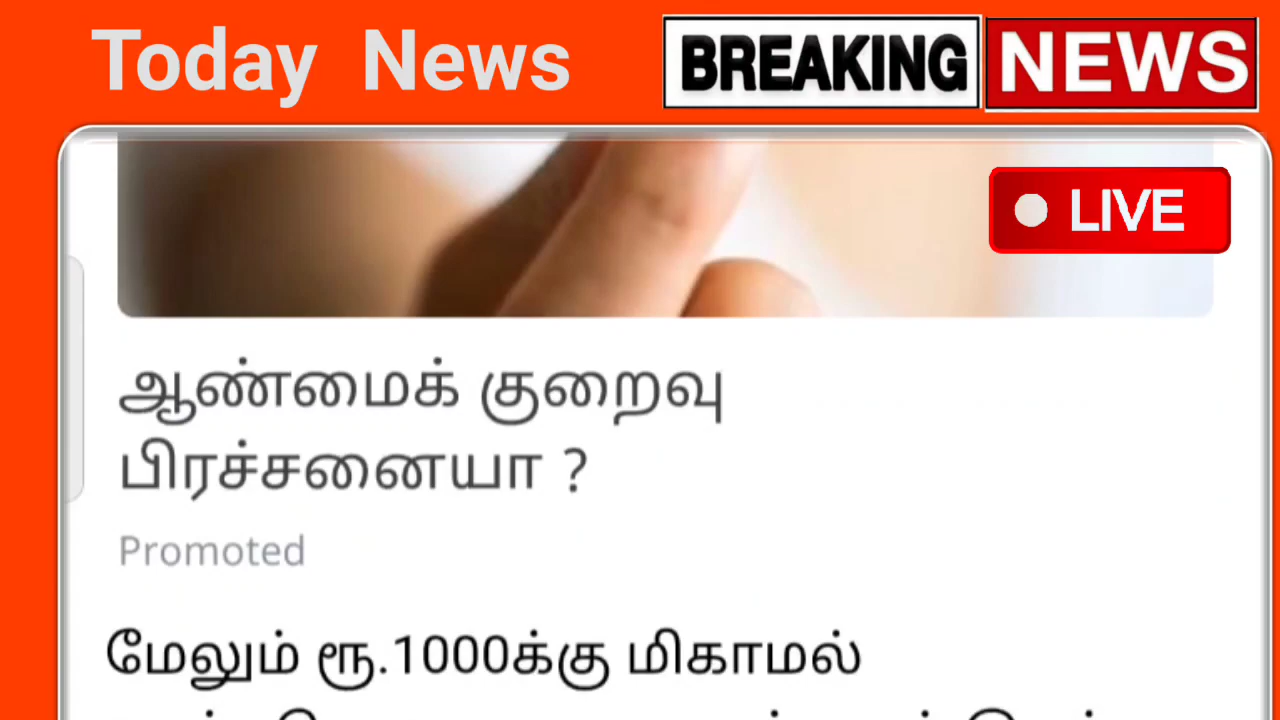 Today News
BREAKING NEWS
LIVE
ஆண்மைக் குறைவு
பிரச்சனையா ?
Promoted
மேலும் ரூ.1000க்கு மிகாமல்